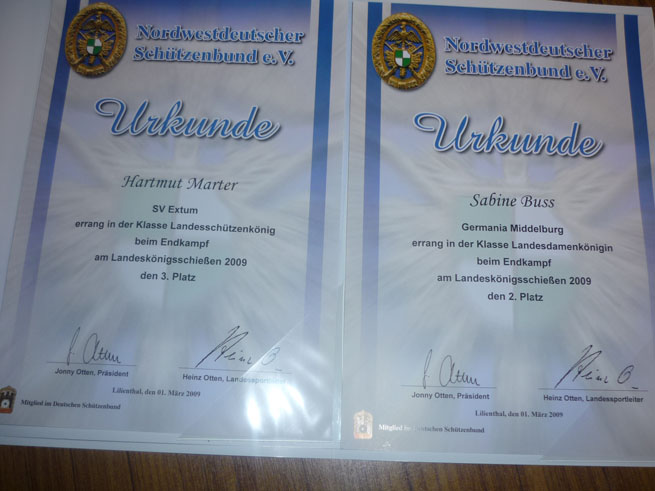 Nordwestdeutscher
Schützenbund e.V.
Urkunde
Hartmut Marter
SV Extum
errang in der Klasse Landesschützenkönig
beim Endkampf
am Landeskönigsschießen 2009
den 3. Platz
Jonny Otten, Präsident
Heinz Otten, Landessportleiter
Lilienthal, den 01. März 2009
Mitglied im Deutschen Schützenbund
Nordwestdeutscher
Schützenbund e.V.
Urkunde
Sabine Buss
Germania Middelburg
errang in der Klasse Landesdamenkönigin
beim Endkampf
am Landeskönigsschießen 2009
den 2. Platz
Jonny Otten, Präsident
Heinz Otten, Landessportleiter
Lilienthal, den 01. März 2009
Mitglied im Deutschen Schützenbund